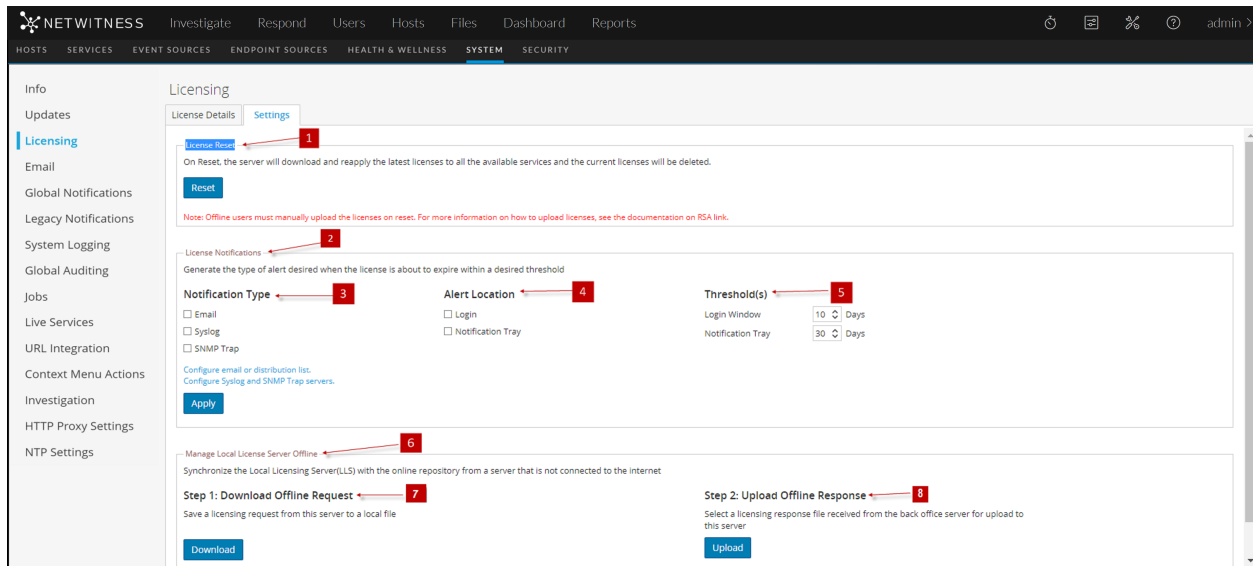 NETWITNESS Investigate Respond Users Hosts Files Dashboard Reports admin >
HOSTS SERVICES EVENT SOURCES ENDPOINT SOURCES HEALTH & WELLNESS SYSTEM SECURITY
Info
Updates
Licensing
Email
Global Notifications
Legacy Notifications
System Logging
Global Auditing
Jobs
Live Services
URL Integration
Context Menu Actions
Investigation
HTTP Proxy Settings
NTP Settings
Licensing
License Details Settings
License Reset 1
On Reset, the server will download and reapply the latest licenses to all the available services and the current licenses will be deleted.
Reset
Note: Offline users must manually upload the licenses on reset. For more information on how to upload licenses, see the documentation on RSA link.
License Notifications 2
Generate the type of alert desired when the license is about to expire within a desired threshold
Notification Type 3
Email
Syslog
SNMP Trap
Configure email or distribution list.
Configure Syslog and SNMP Trap servers.
Apply
Alert Location 4
Login
Notification Tray
Threshold(s) 5
Login Window 10 Days
Notification Tray 30 Days
Manage Local License Server Offline 6
Synchronize the Local Licensing Server(LLS) with the online repository from a server that is not connected to the internet
Step 1: Download Offline Request 7
Save a licensing request from this server to a local file
Download
Step 2: Upload Offline Response 8
Select a licensing response file received from the back office server for upload to
this server
Upload